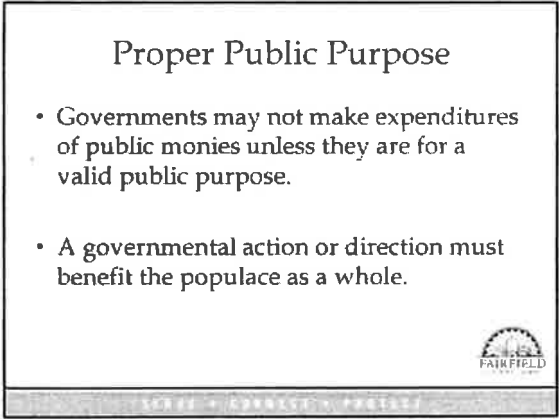 Proper Public Purpose
• Governments may not make expenditures
of public monies unless they are for a
valid public purpose.
• A governmental action or direction must
benefit the populace as a whole.
FAIRFIELD